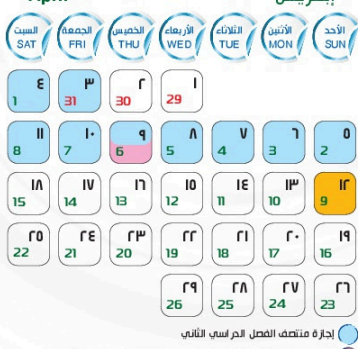 April إبريل
الأحد الأثنين الثلاثاء الأربعاء الخميس الجمعة السبت
SUN MON TUE WED THU FRI SAT
١ ٢ ٣ ٤
29 30 31 1
٥ ٦ ٧ ٨ ٩ ١٠ ١١
2 3 4 5 6 7 8
١٢ ١٣ ١٤ ١٥ ١٦ ١٧ ١٨
9 10 11 12 13 14 15
١٩ ٢٠ ٢١ ٢٢ ٢٣ ٢٤ ٢٥
16 17 18 19 20 21 22
٢٦ ٢٧ ٢٨ ٢٩
23 24 25 26
إجازة منتصف الفصل الدراسي الثاني